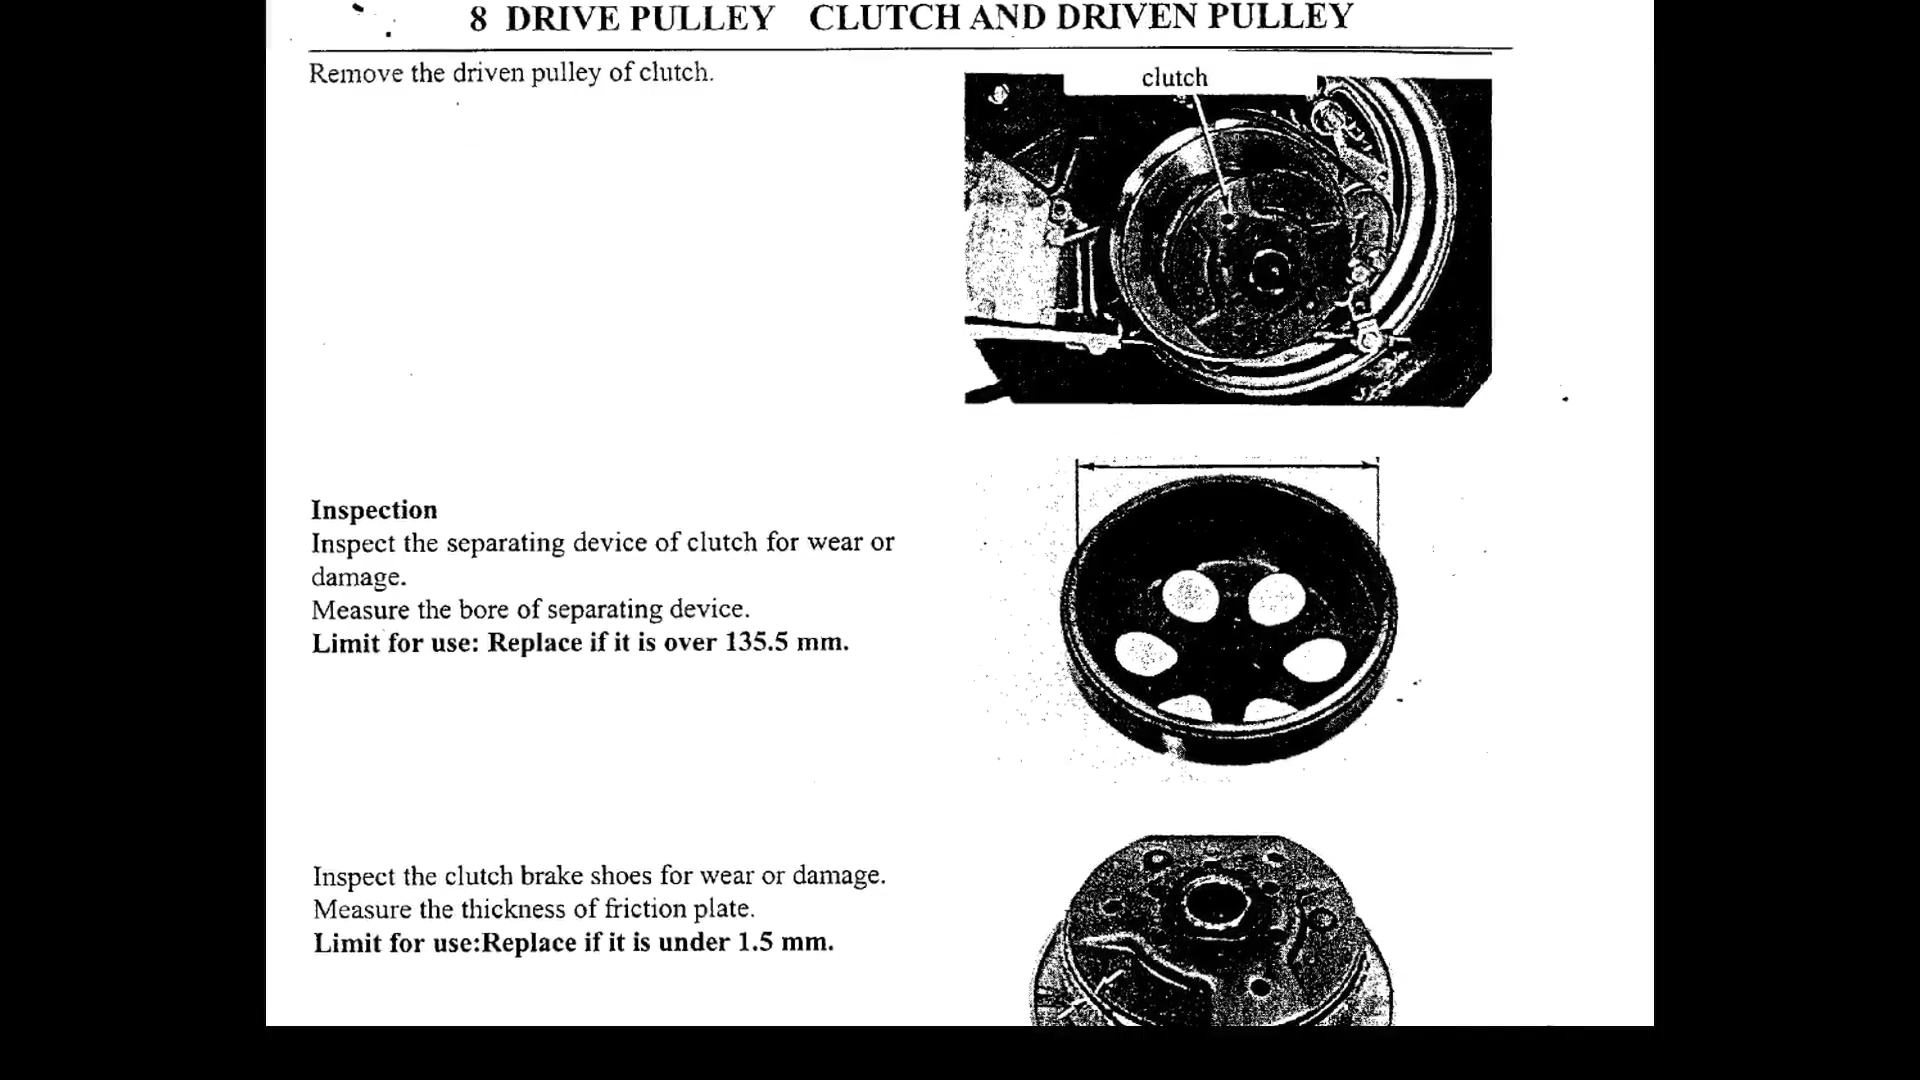 8 DRIVE PULLEY CLUTCH AND DRIVEN PULLEY
Remove the driven pulley of clutch.
clutch
Inspection
Inspect the separating device of clutch for wear or
damage.
Measure the bore of separating device.
Limit for use: Replace if it is over 135.5 mm.
Inspect the clutch brake shoes for wear or damage.
Measure the thickness of friction plate.
Limit for use:Replace if it is under 1.5 mm.